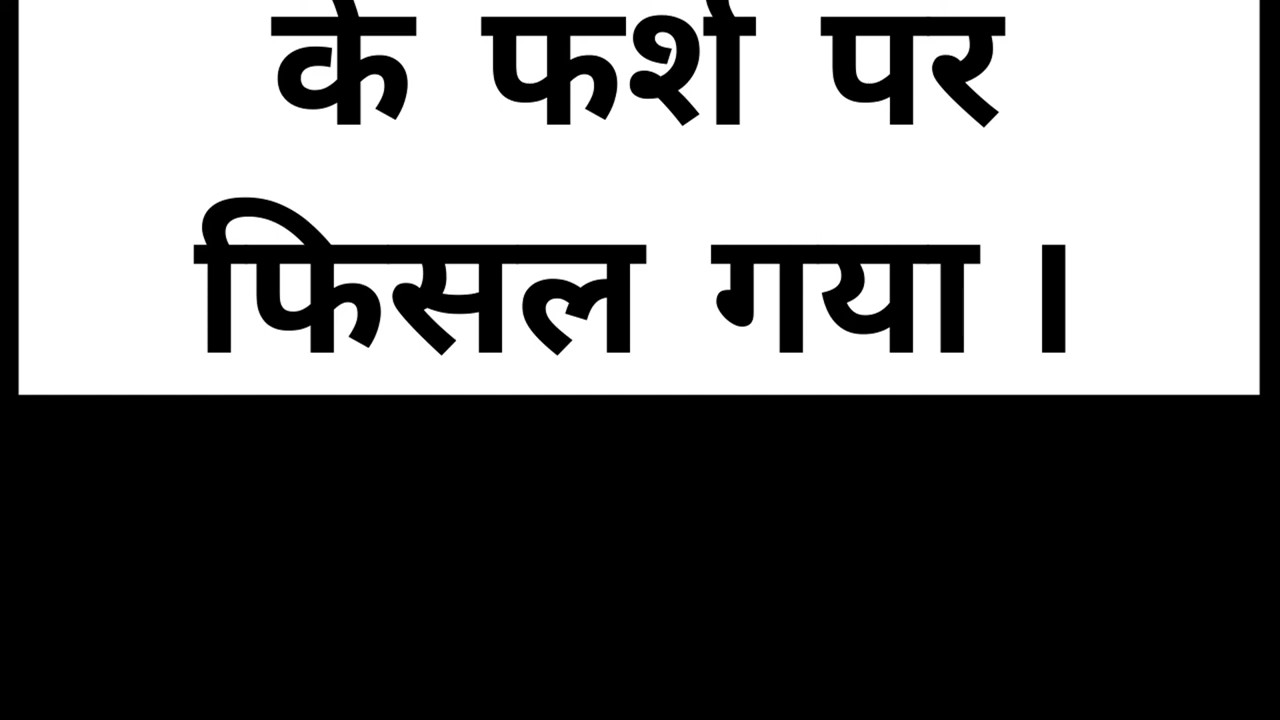 के फर्श पर
फिसल गया ।